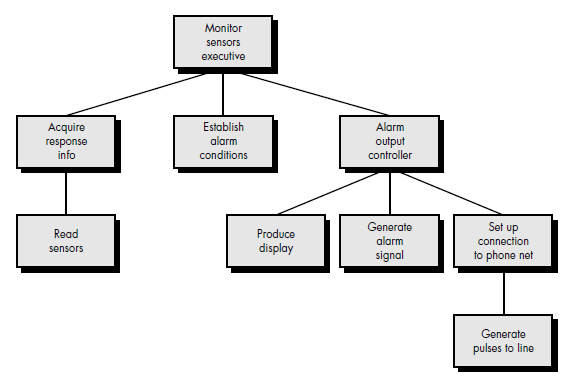 Monitor
sensors
executive
Acquire
response
info
Establish
alarm
conditions
Alarm
output
controller
Read
sensors
Produce
display
Generate
alarm
signal
Set up
connection
to phone net
Generate
pulses to line